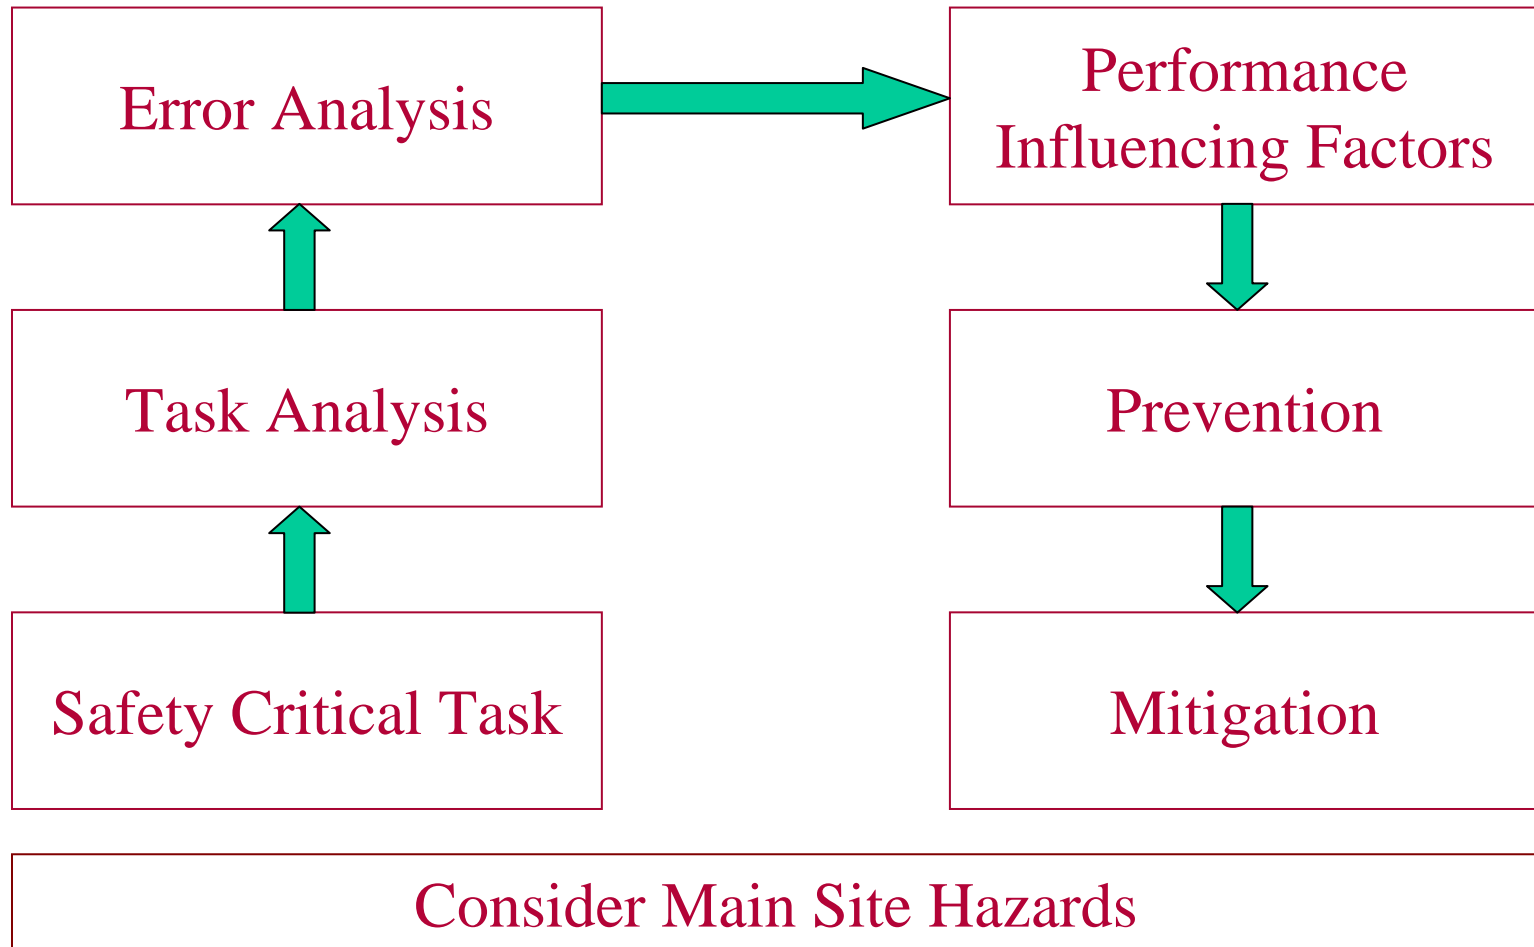 Error Analysis
Performance
Influencing Factors
Task Analysis
Prevention
Safety Critical Task
Mitigation
Consider Main Site Hazards